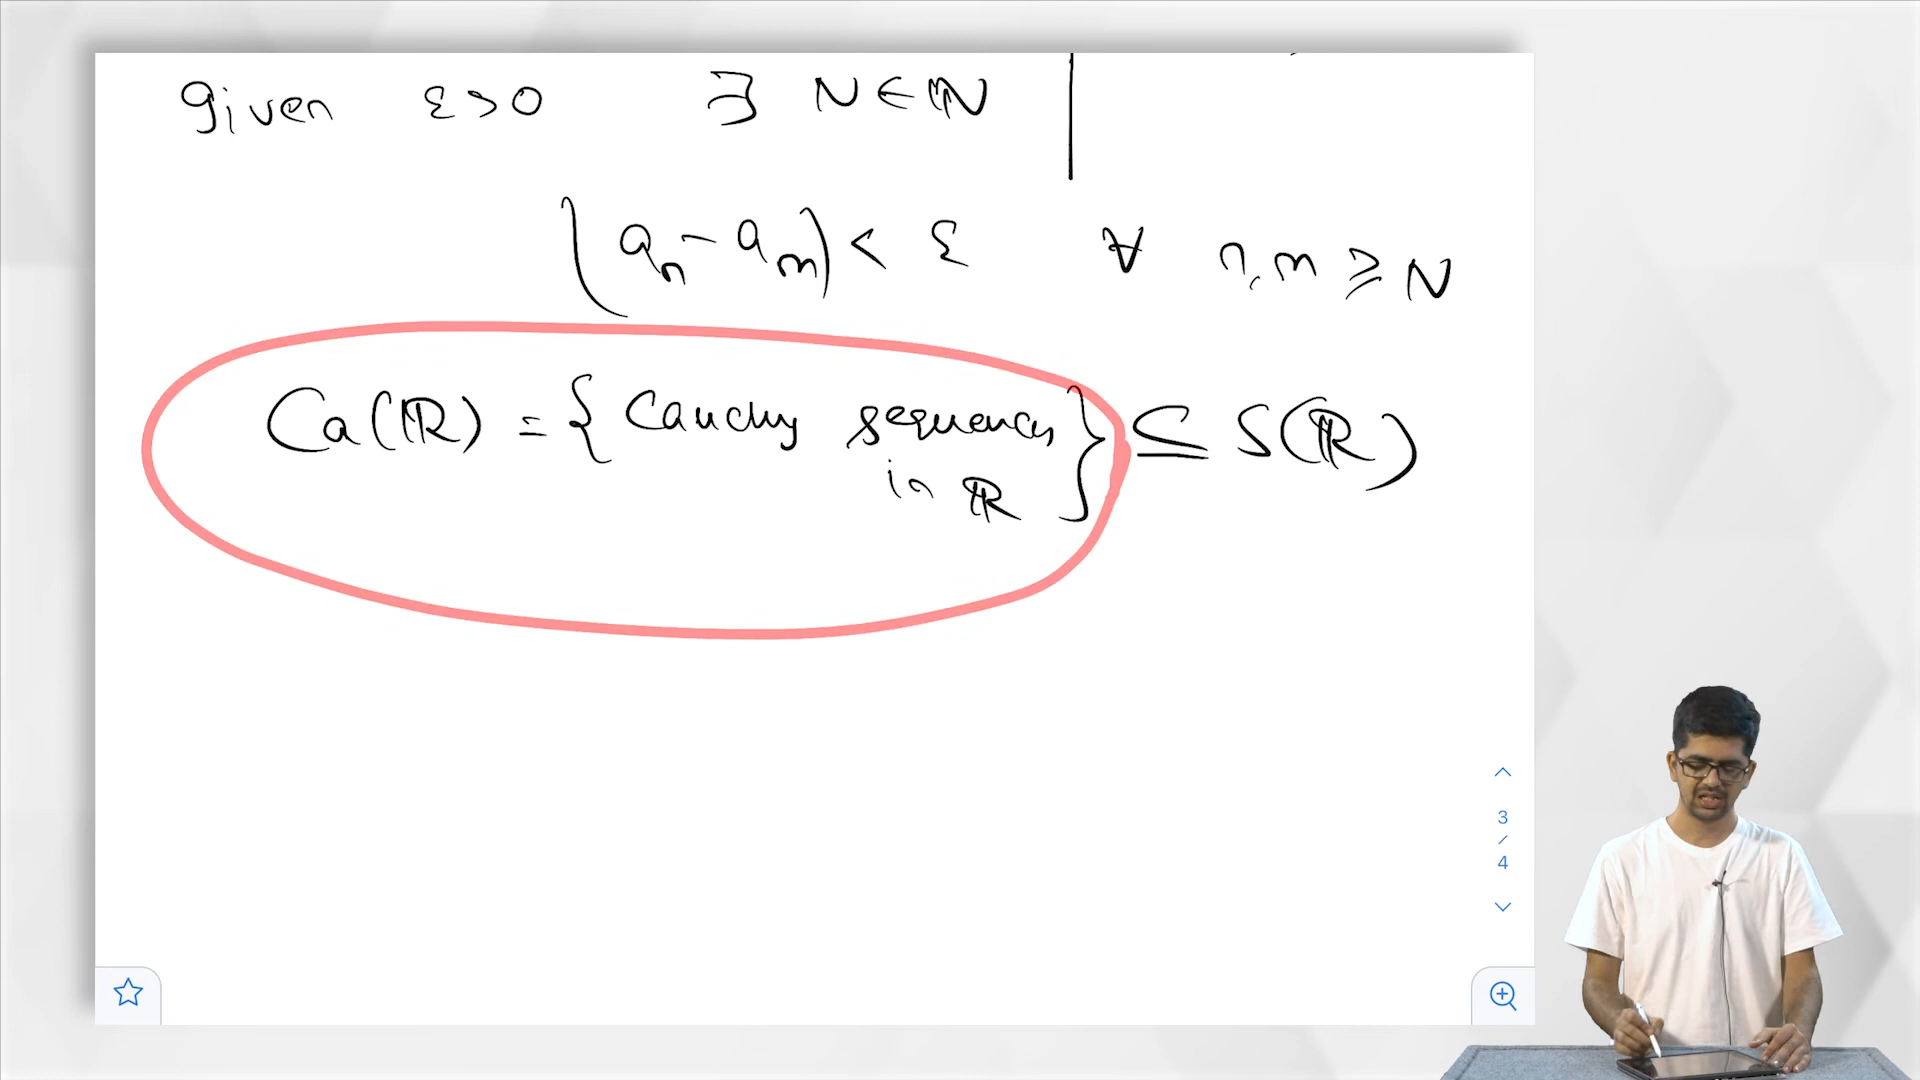 given ε>0 ∃ N∈ℕ
|aₙ-aₘ|< ε ∀ n,m ≥ N
Ca(ℝ) = { Cauchy sequences } ⊆ S(ℝ)
in ℝ
3
/
4